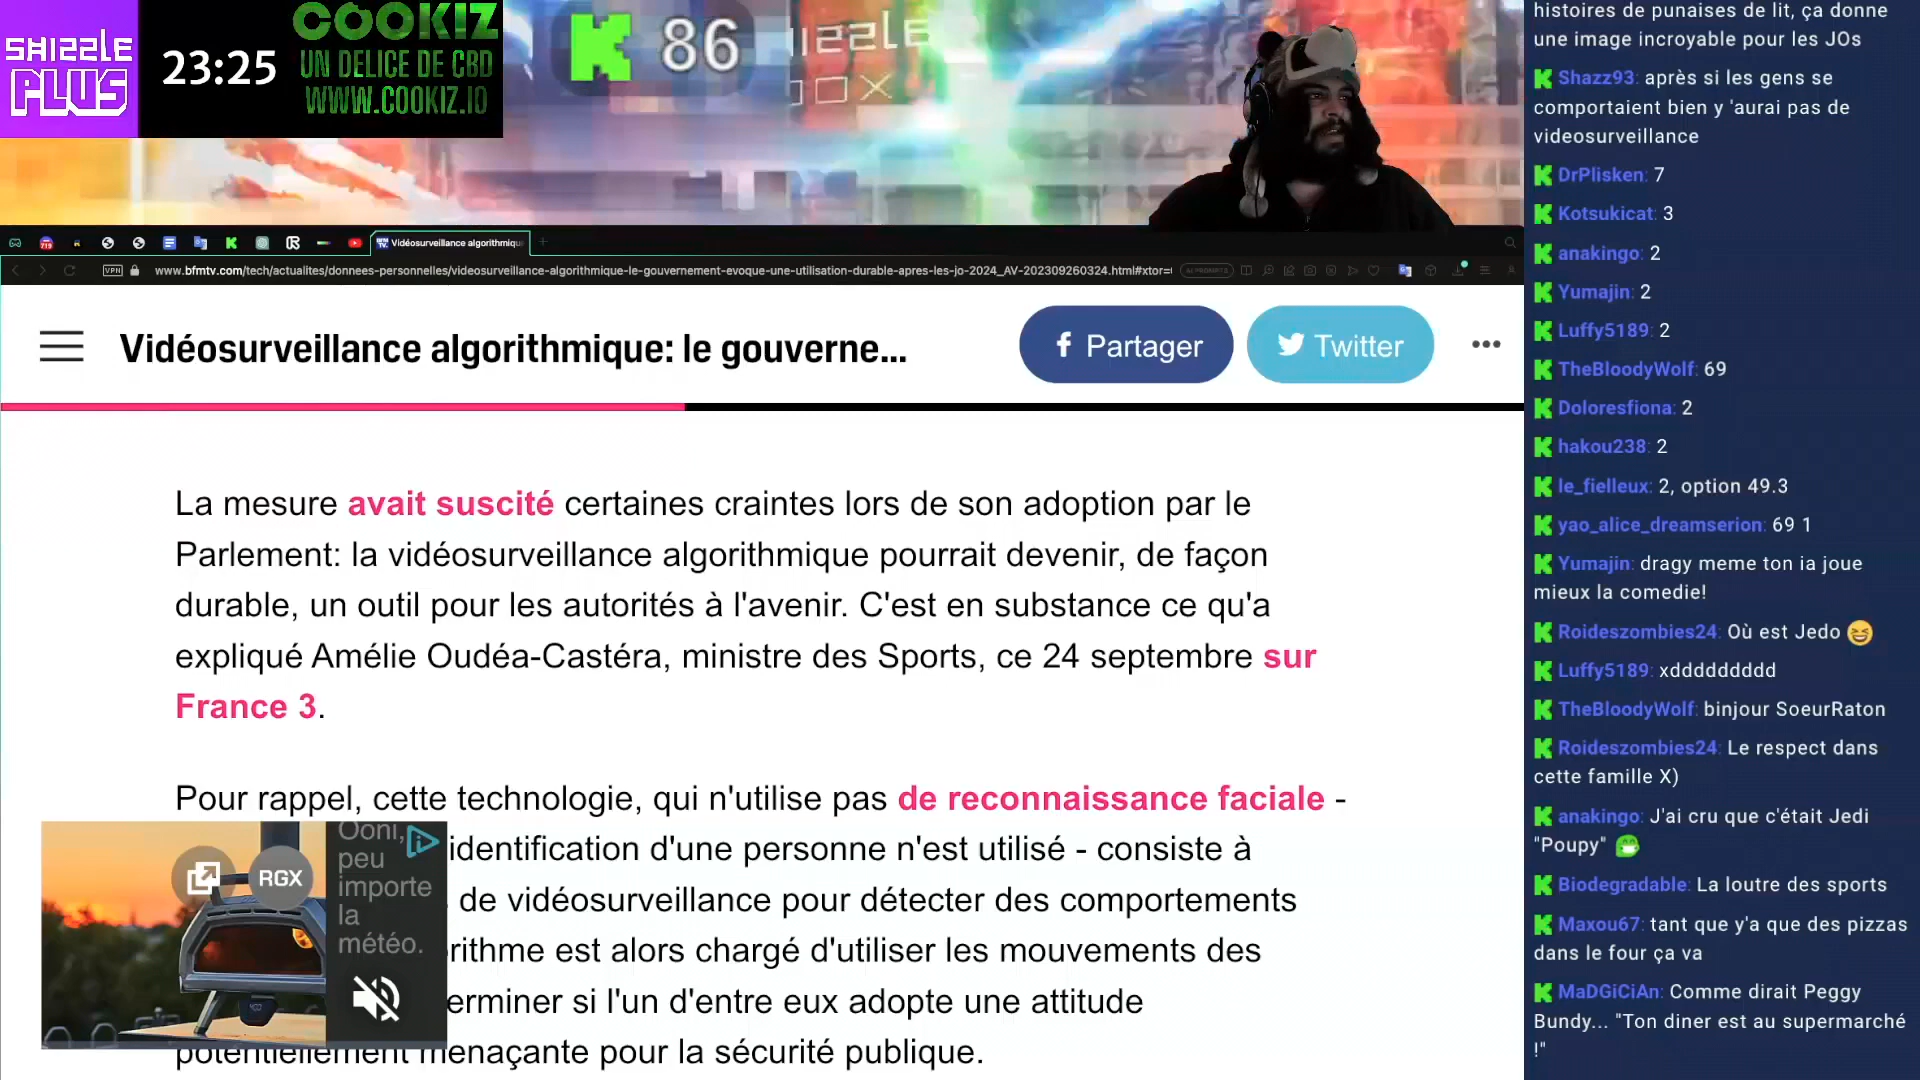 SHIZZLE
PLUS
23:25
COOKIZ
UN DELICE DE CBD
WWW.COOKIZ.IO
86
Vidéosurveillance algorithmiqu
VPN
www.bfmtv.com/tech/actualites/donnees-personnelles/videosurveillance-algorithmique-le-gouvernement-evoque-une-utilisation-durable-apres-les-jo-2024_AV-202309260324.html#xtor=
AI PROMPTS
Vidéosurveillance algorithmique: le gouverne...
Partager
Twitter
La mesure avait suscité certaines craintes lors de son adoption par le
Parlement: la vidéosurveillance algorithmique pourrait devenir, de façon
durable, un outil pour les autorités à l'avenir. C'est en substance ce qu'a
expliqué Amélie Oudéa-Castéra, ministre des Sports, ce 24 septembre sur
France 3.
Pour rappel, cette technologie, qui n'utilise pas de reconnaissance faciale -
identification d'une personne n'est utilisé - consiste à
de vidéosurveillance pour détecter des comportements
rithme est alors chargé d'utiliser les mouvements des
erminer si l'un d'entre eux adopte une attitude
potentiellement menaçante pour la sécurité publique.
Ooni,
peu
importe
la
météo.
RGX
histoires de punaises de lit, ça donne
une image incroyable pour les JOs
Shazz93: après si les gens se
comportaient bien y 'aurai pas de
videosurveillance
DrPlisken: 7
Kotsukicat: 3
anakingo: 2
Yumajin: 2
Luffy5189: 2
TheBloodyWolf: 69
Doloresfiona: 2
hakou238: 2
le_fielleux: 2, option 49.3
yao_alice_dreamserion: 69 1
Yumajin: dragy meme ton ia joue
mieux la comedie!
Roideszombies24: Où est Jedo
Luffy5189: xdddddddd
TheBloodyWolf: binjour SoeurRaton
Roideszombies24: Le respect dans
cette famille X)
anakingo: J'ai cru que c'était Jedi
"Poupy"
Biodegradable: La loutre des sports
Maxou67: tant que y'a que des pizzas
dans le four ça va
MaDGiCiAn: Comme dirait Peggy
Bundy... "Ton diner est au supermarché
!"